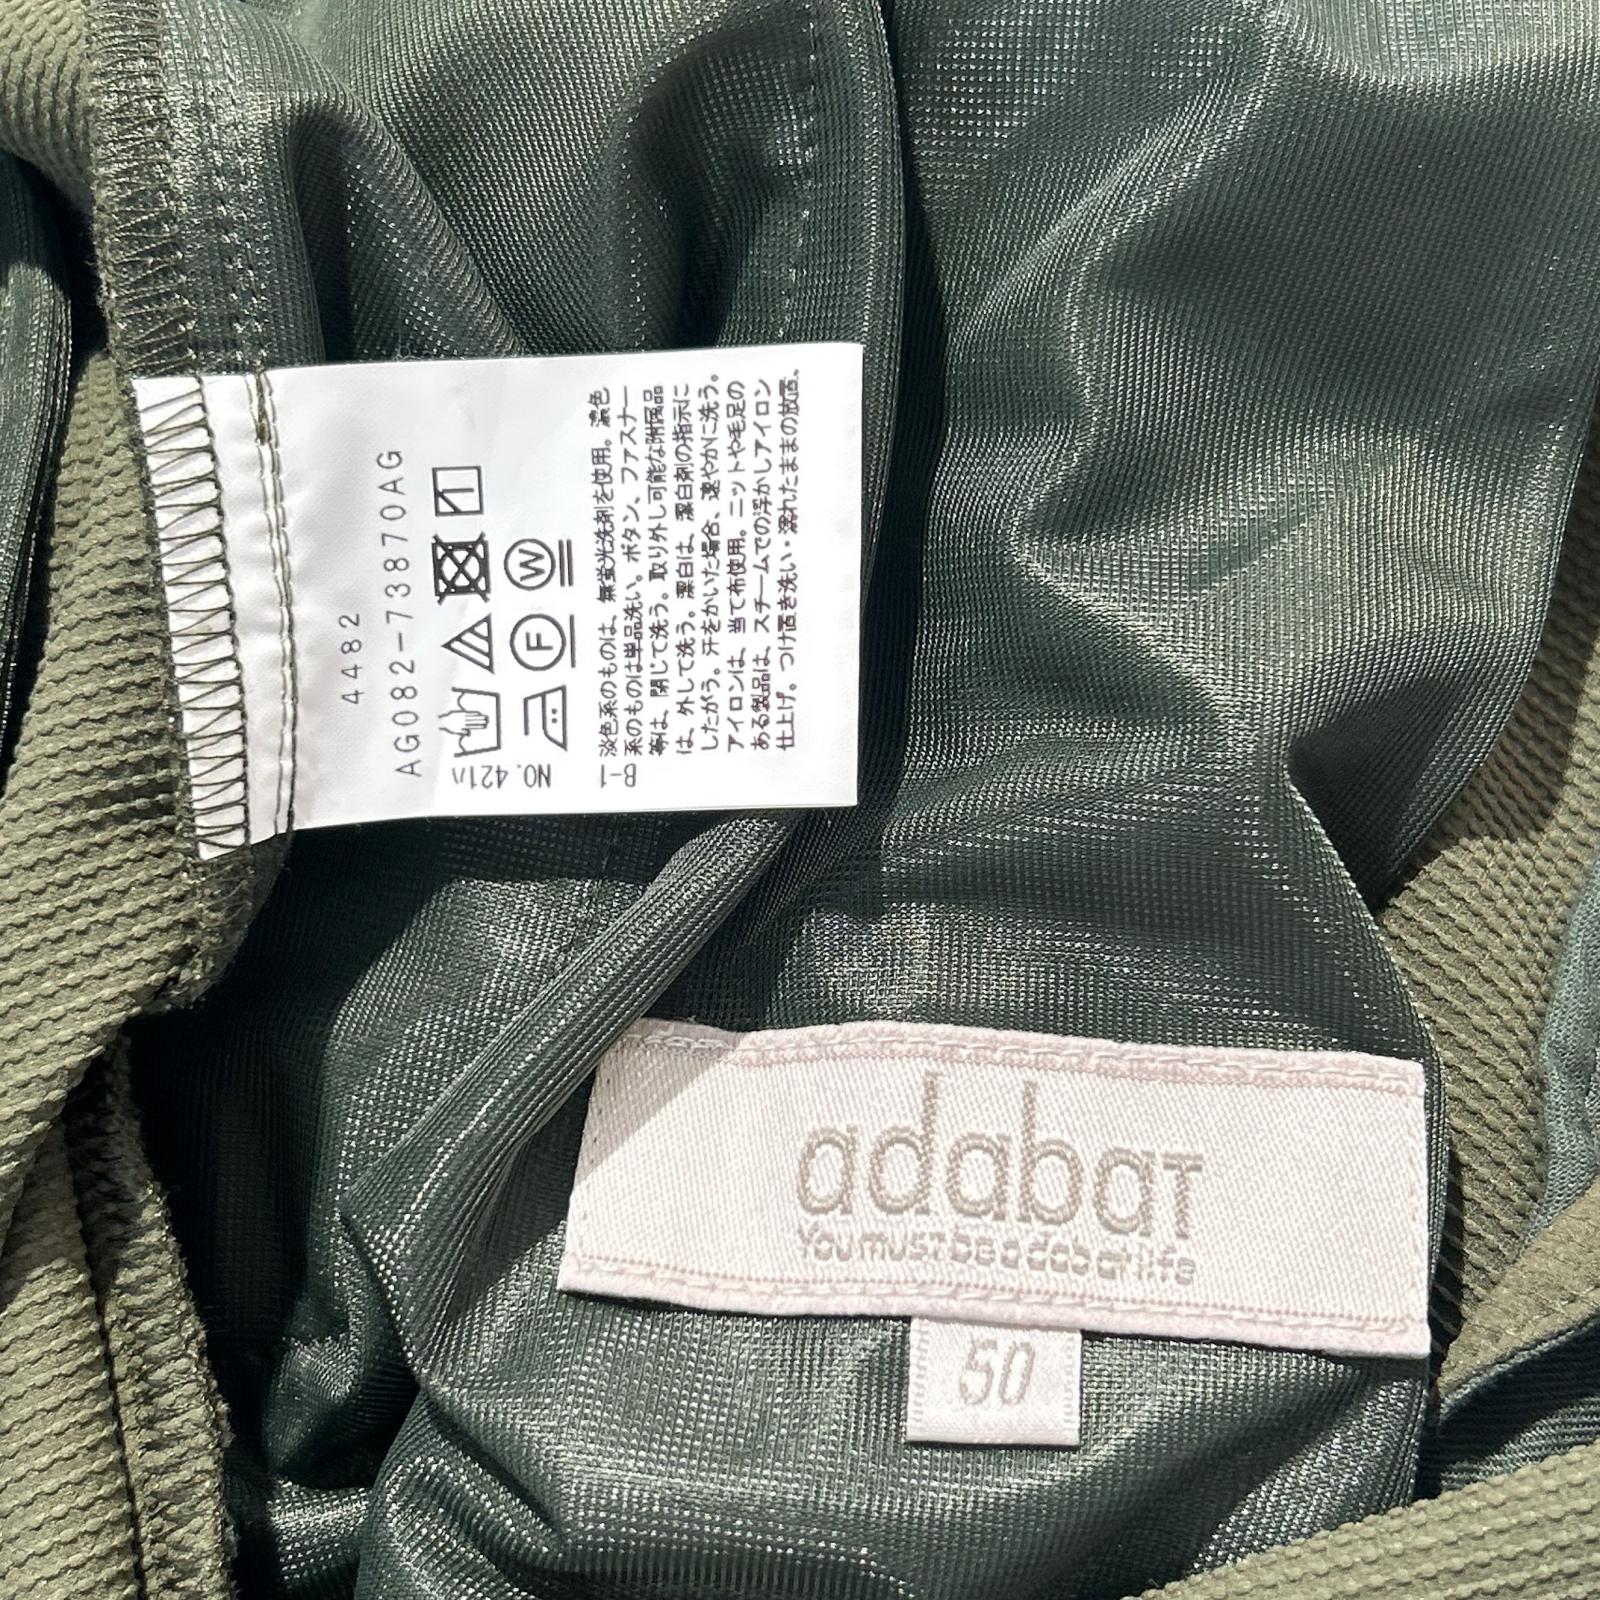 4482
AG082-73870AG
W
F
NO.421ハ
B-1
淡色系のものは、無蛍光洗剤を使用。濃色
系のものは単品洗い。ボタン、ファスナー
等は、閉じて洗う。取り外し可能な附属品
は、外して洗う。漂白は、漂白剤の指示に
したがう。汗をかいた場合、速やかに洗う。
アイロンは、当て布使用。ニットや毛足の
ある製品は、スチームでの浮かしアイロン
仕上げ。つけ置き洗い・濡れたままの放置、
adabaT
You must be adabat life
50